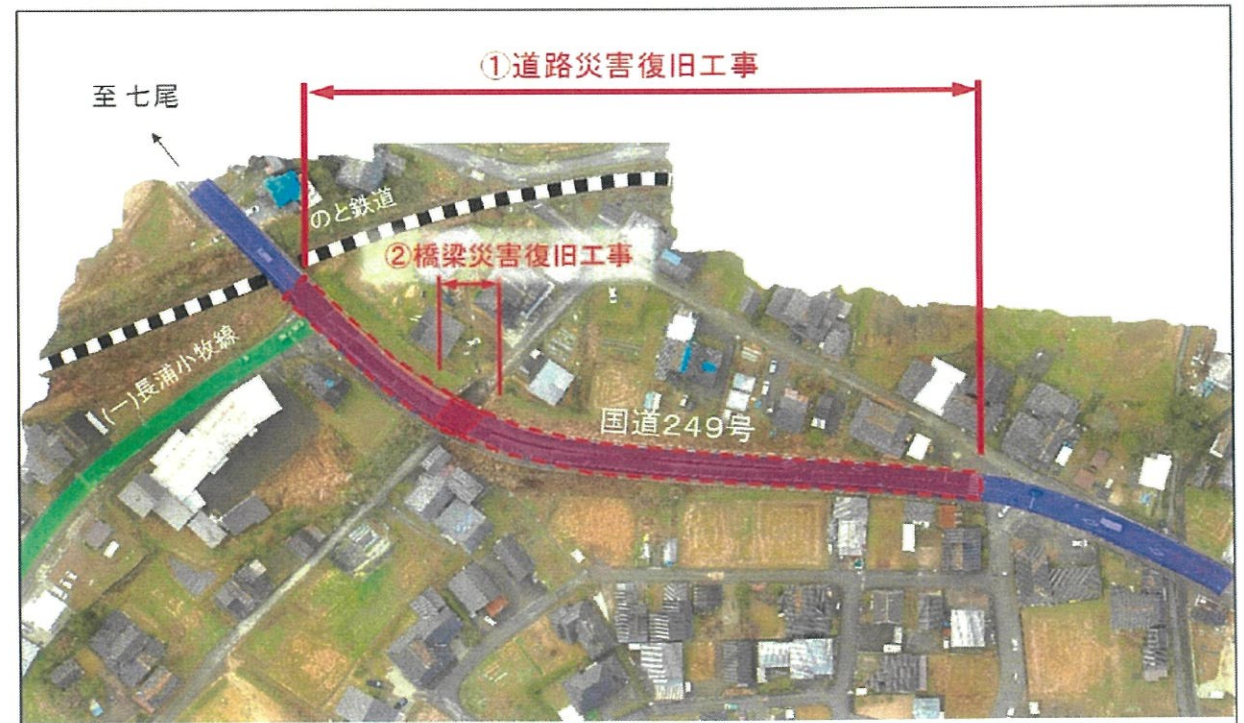 ①道路災害復旧工事
至 七尾
のと鉄道
②橋梁災害復旧工事
(一)長浦小牧線
国道249号